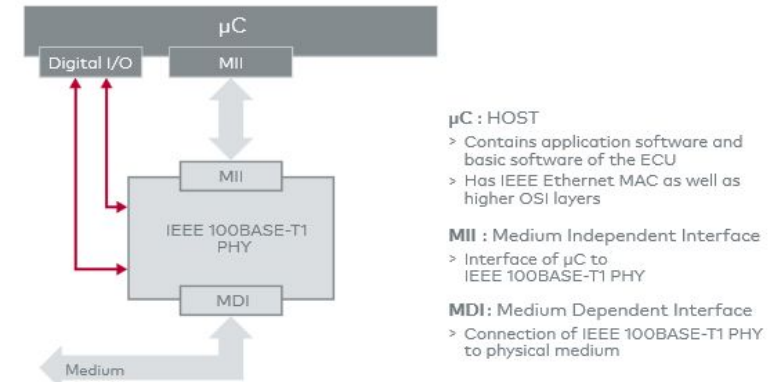 µC
Digital I/O
MII
MII
IEEE 100BASE-T1
PHY
MDI
Medium
µC : HOST
> Contains application software and
basic software of the ECU
> Has IEEE Ethernet MAC as well as
higher OSI layers
MII : Medium Independent Interface
> Interface of µC to
IEEE 100BASE-T1 PHY
MDI: Medium Dependent Interface
> Connection of IEEE 100BASE-T1 PHY
to physical medium